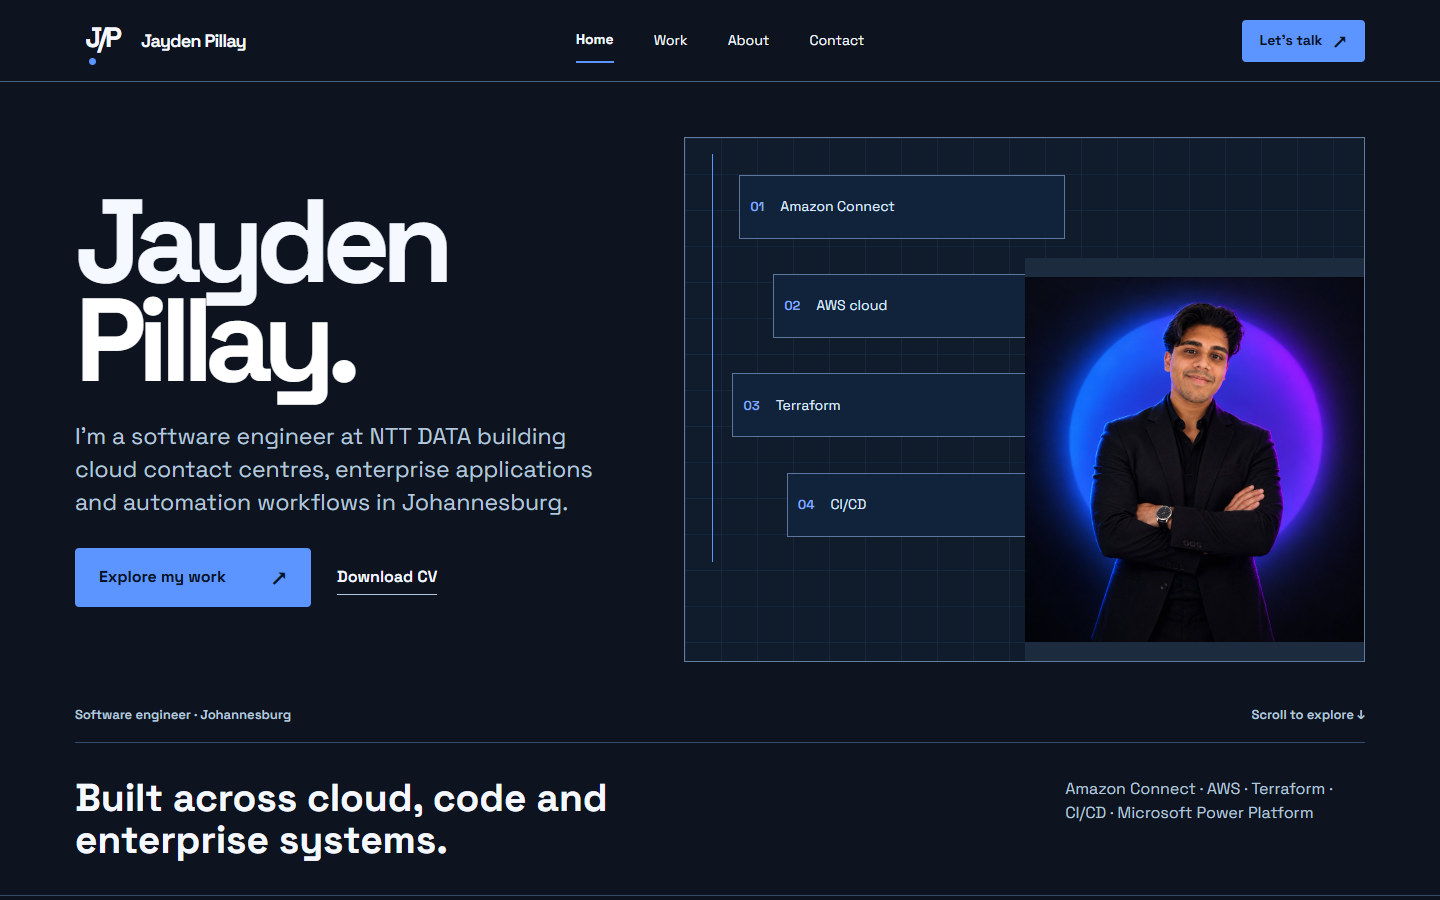 J/P
Jayden Pillay
Home
Work
About
Contact
Let's talk ↗
Jayden
Pillay.
I'm a software engineer at NTT DATA building
cloud contact centres, enterprise applications
and automation workflows in Johannesburg.
Explore my work ↗
Download CV
01 Amazon Connect
02 AWS cloud
03 Terraform
04 CI/CD
Software engineer · Johannesburg
Scroll to explore ↓
Built across cloud, code and
enterprise systems.
Amazon Connect · AWS · Terraform ·
CI/CD · Microsoft Power Platform